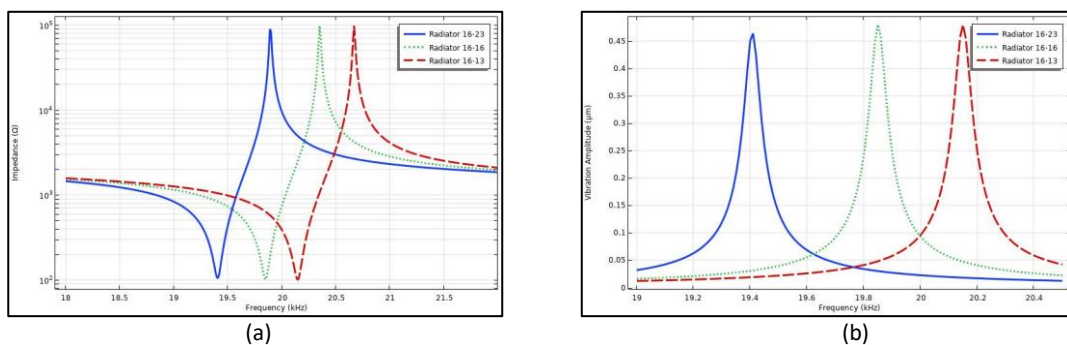 10⁵
10⁴
10³
10²
Impedance (Ω)
18 18.5 19 19.5 20 20.5 21 21.5
Frequency (kHz)
Radiator 16-23
Radiator 16-16
Radiator 16-13
(a)
0.45
0.4
0.35
0.3
0.25
0.2
0.15
0.1
0.05
0
Vibration Amplitude (μm)
19 19.2 19.4 19.6 19.8 20 20.2 20.4
Frequency (kHz)
Radiator 16-23
Radiator 16-16
Radiator 16-13
(b)